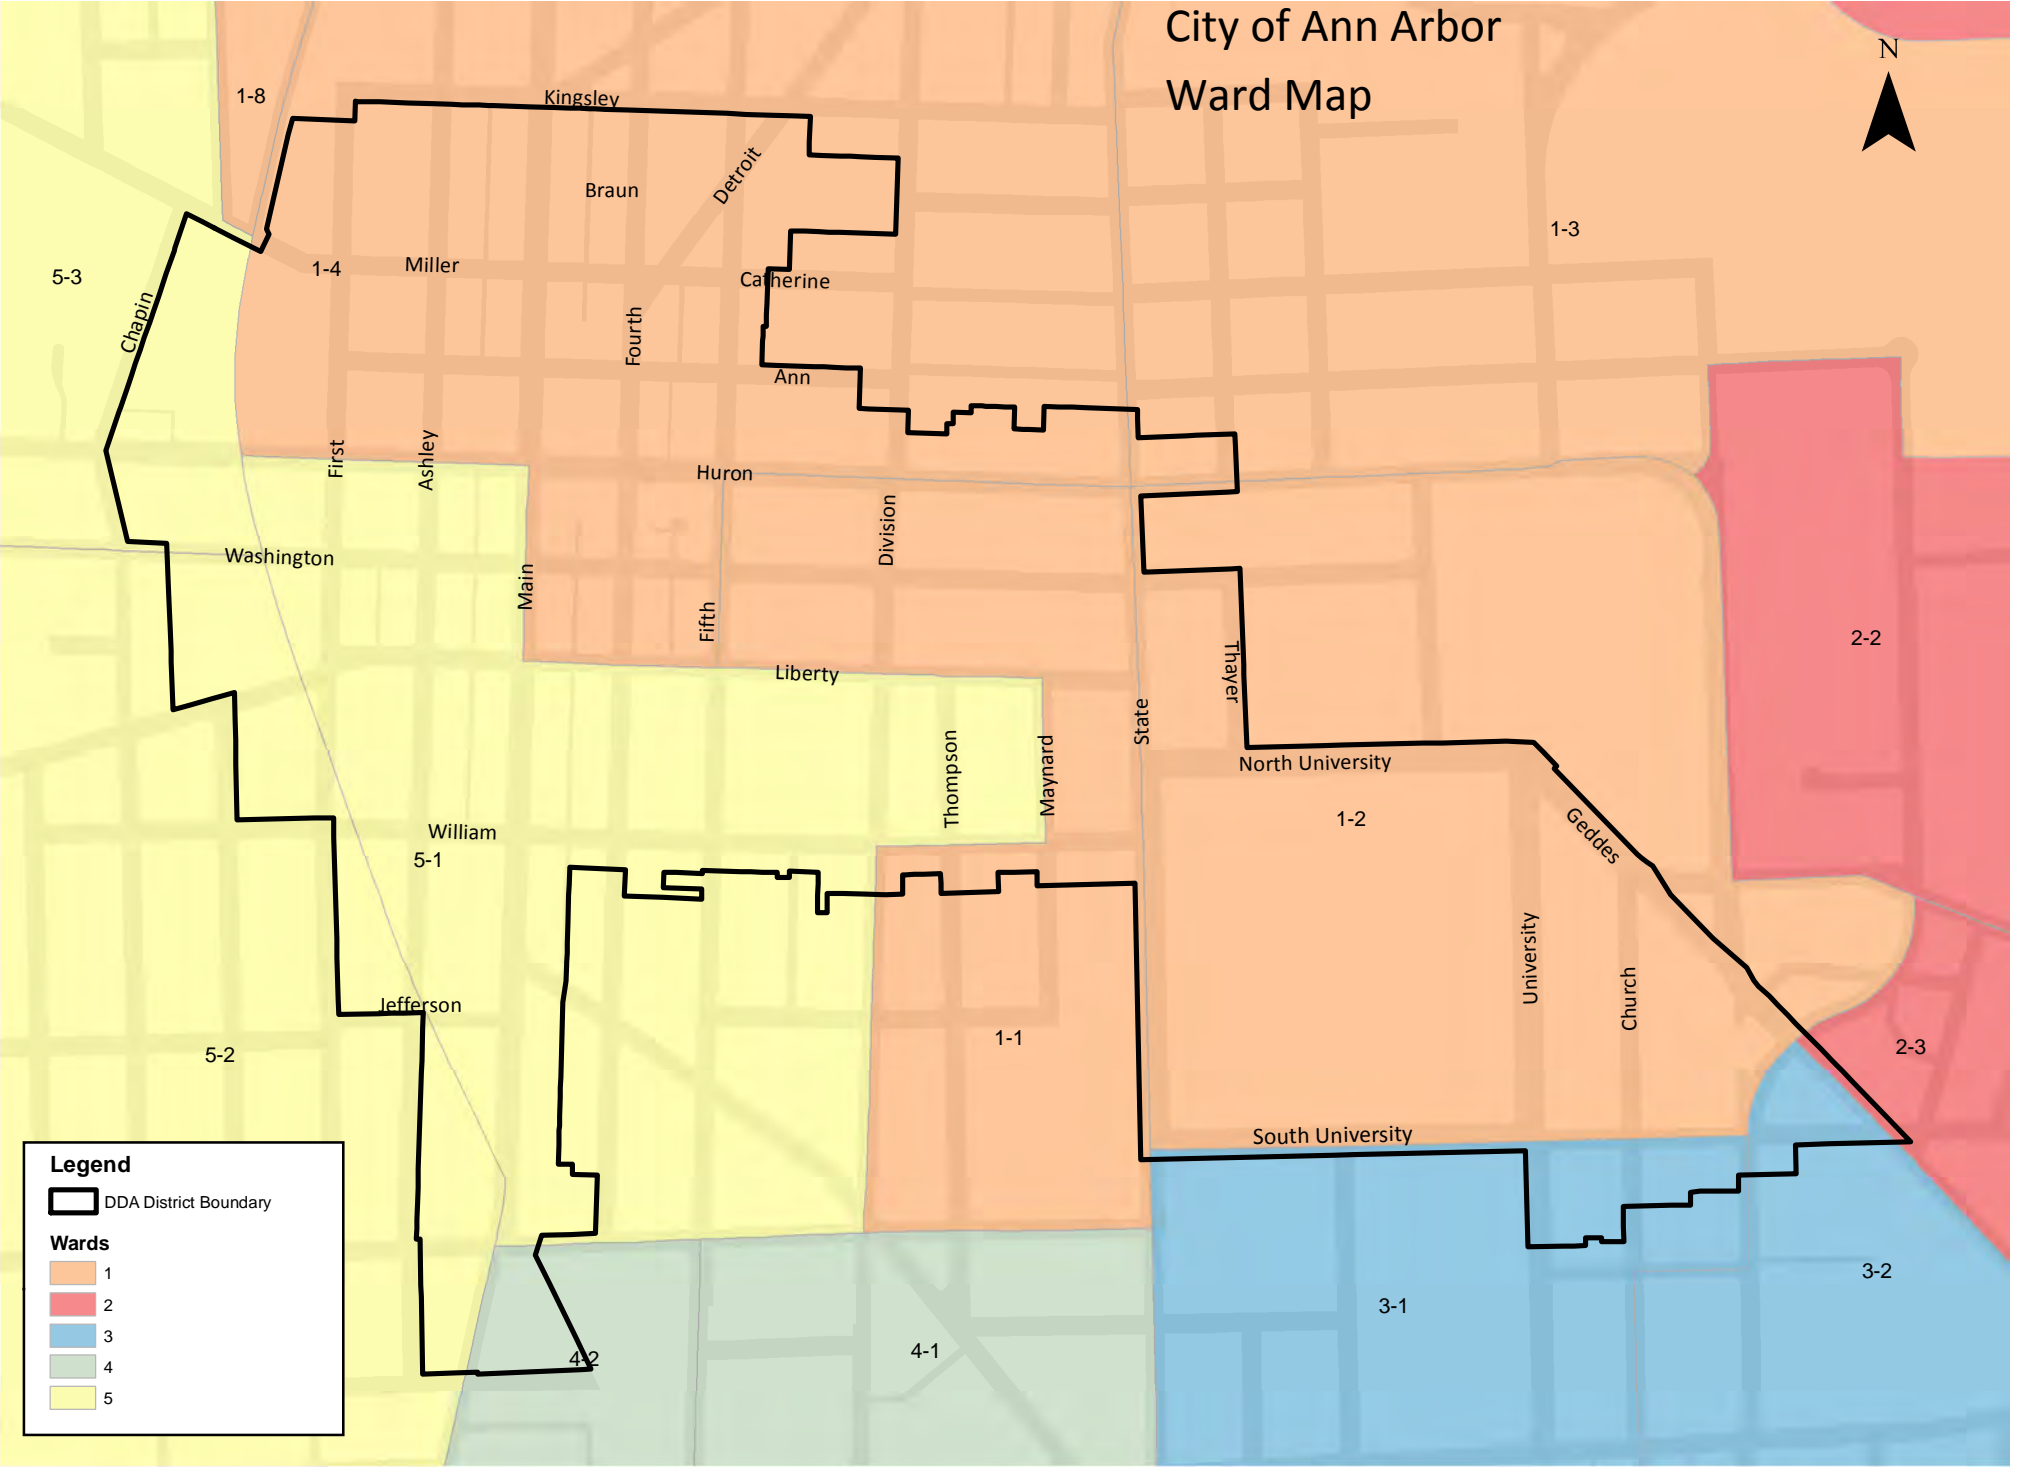 City of Ann Arbor
Ward Map
N
1-8
Kingsley
Detroit
Braun
1-3
5-3
1-4
Miller
Catherine
Chapin
Fourth
Ann
First
Ashley
Huron
Division
Washington
Main
Fifth
Liberty
Thayer
2-2
State
Thompson
Maynard
North University
1-2
Geddes
William
5-1
University
Church
Jefferson
1-1
5-2
2-3
South University
3-2
3-1
4-2
4-1
Legend
DDA District Boundary
Wards
1
2
3
4
5